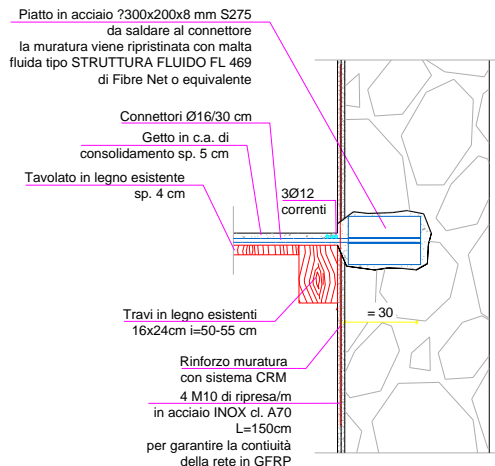 Piatto in acciaio ?300x200x8 mm S275
da saldare al connettore
la muratura viene ripristinata con malta
fluida tipo STRUTTURA FLUIDO FL 469
di Fibre Net o equivalente
Connettori Ø16/30 cm
Getto in c.a. di
consolidamento sp. 5 cm
Tavolato in legno esistente
sp. 4 cm
3Ø12
correnti
Travi in legno esistenti
16x24cm i=50-55 cm
= 30
Rinforzo muratura
con sistema CRM
4 M10 di ripresa/m
in acciaio INOX cl. A70
L=150cm
per garantire la contiuità
della rete in GFRP